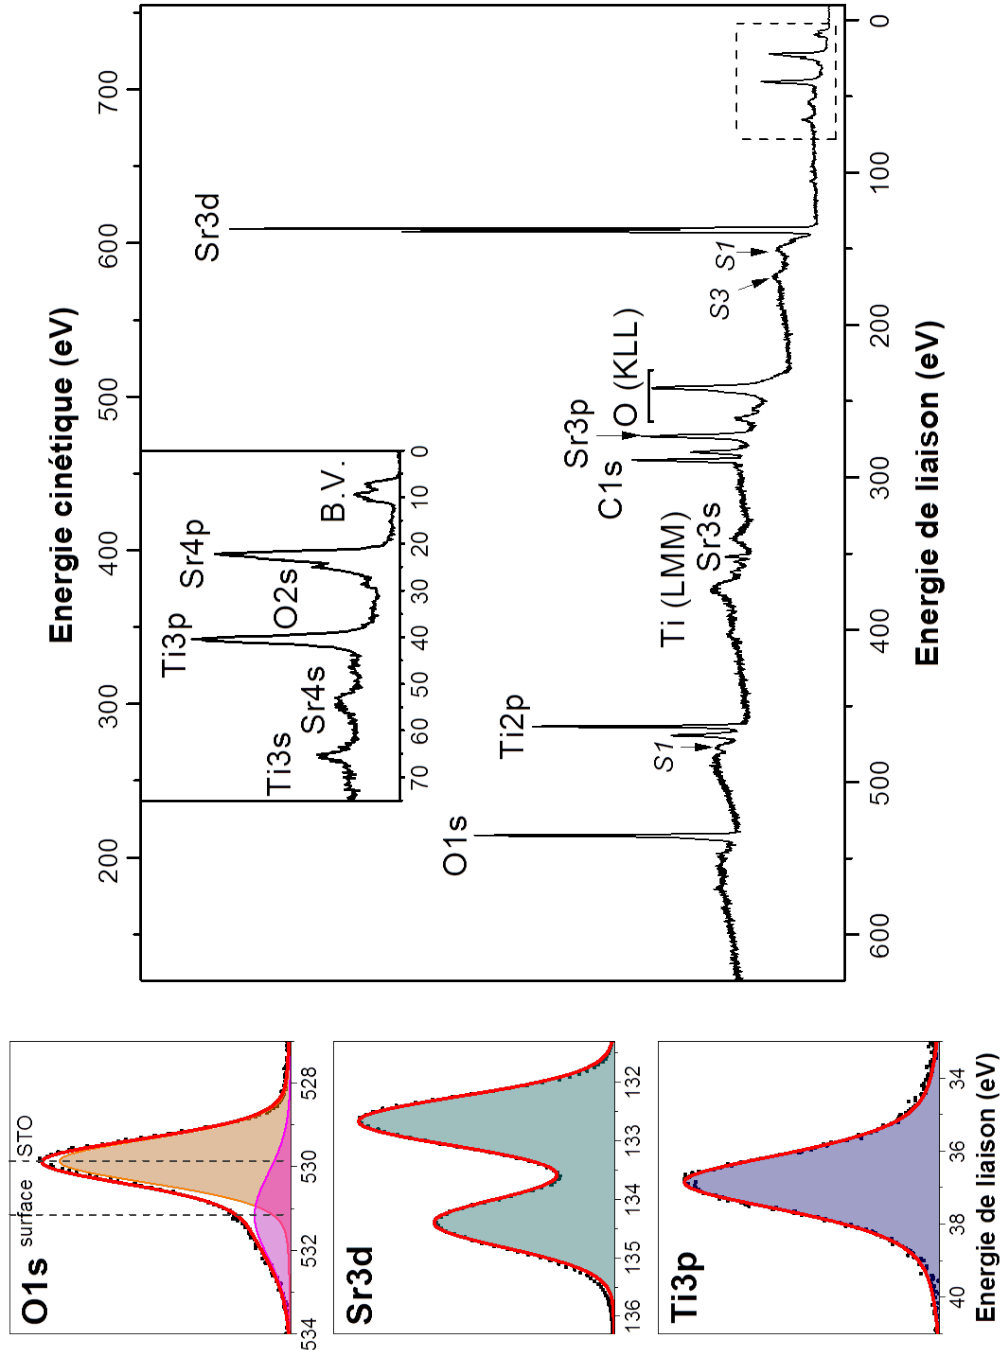 O1s
surface
STO
534
532
530
528
Sr3d
136
135
134
133
132
Ti3p
40
38
36
34
Energie de liaison (eV)
Energie cinétique (eV)
200
300
400
500
600
700
O1s
S1
Ti2p
Ti (LMM)
Sr3s
C1s
Sr3p
O (KLL)
S3
S1
Sr3d
Ti3s
Sr4s
Ti3p
O2s
Sr4p
B.V.
70
60
50
40
30
20
10
0
600
500
400
300
200
100
0
Energie de liaison (eV)